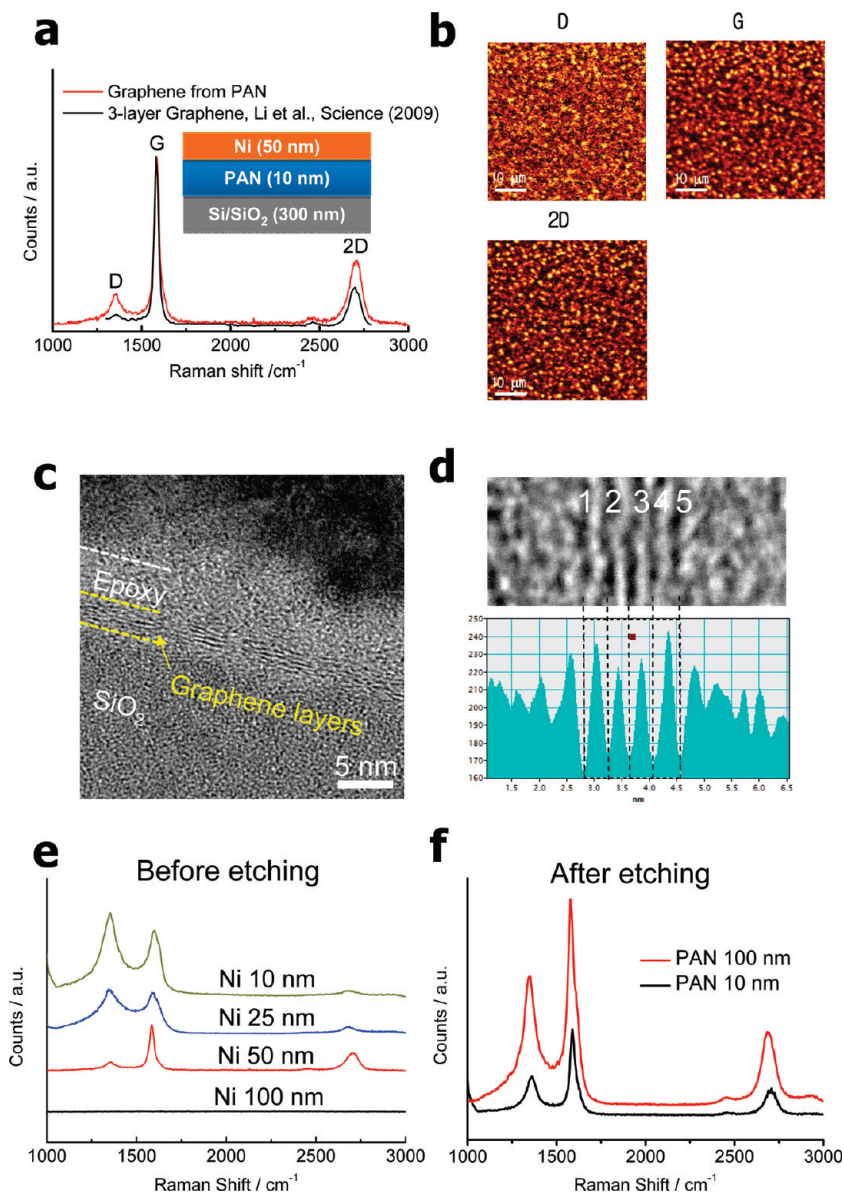 a
Graphene from PAN
3-layer Graphene, Li et al., Science (2009)
G
Ni (50 nm)
PAN (10 nm)
Si/SiO₂ (300 nm)
D
2D
Counts / a.u.
1000 1500 2000 2500 3000
Raman shift /cm⁻¹
b
D
G
10 μm
10 μm
2D
10 μm
c
Epoxy
Graphene layers
SiO₂
5 nm
d
1 2 3 4 5
250
240
230
220
210
200
190
180
170
160
1.5 2.0 2.5 3.0 3.5 4.0 4.5 5.0 5.5 6.0 6.5
nm
e
Before etching
Ni 10 nm
Ni 25 nm
Ni 50 nm
Ni 100 nm
Counts / a.u.
1000 1500 2000 2500 3000
Raman Shift / cm⁻¹
f
After etching
PAN 100 nm
PAN 10 nm
Counts / a.u.
1000 1500 2000 2500 3000
Raman Shift / cm⁻¹